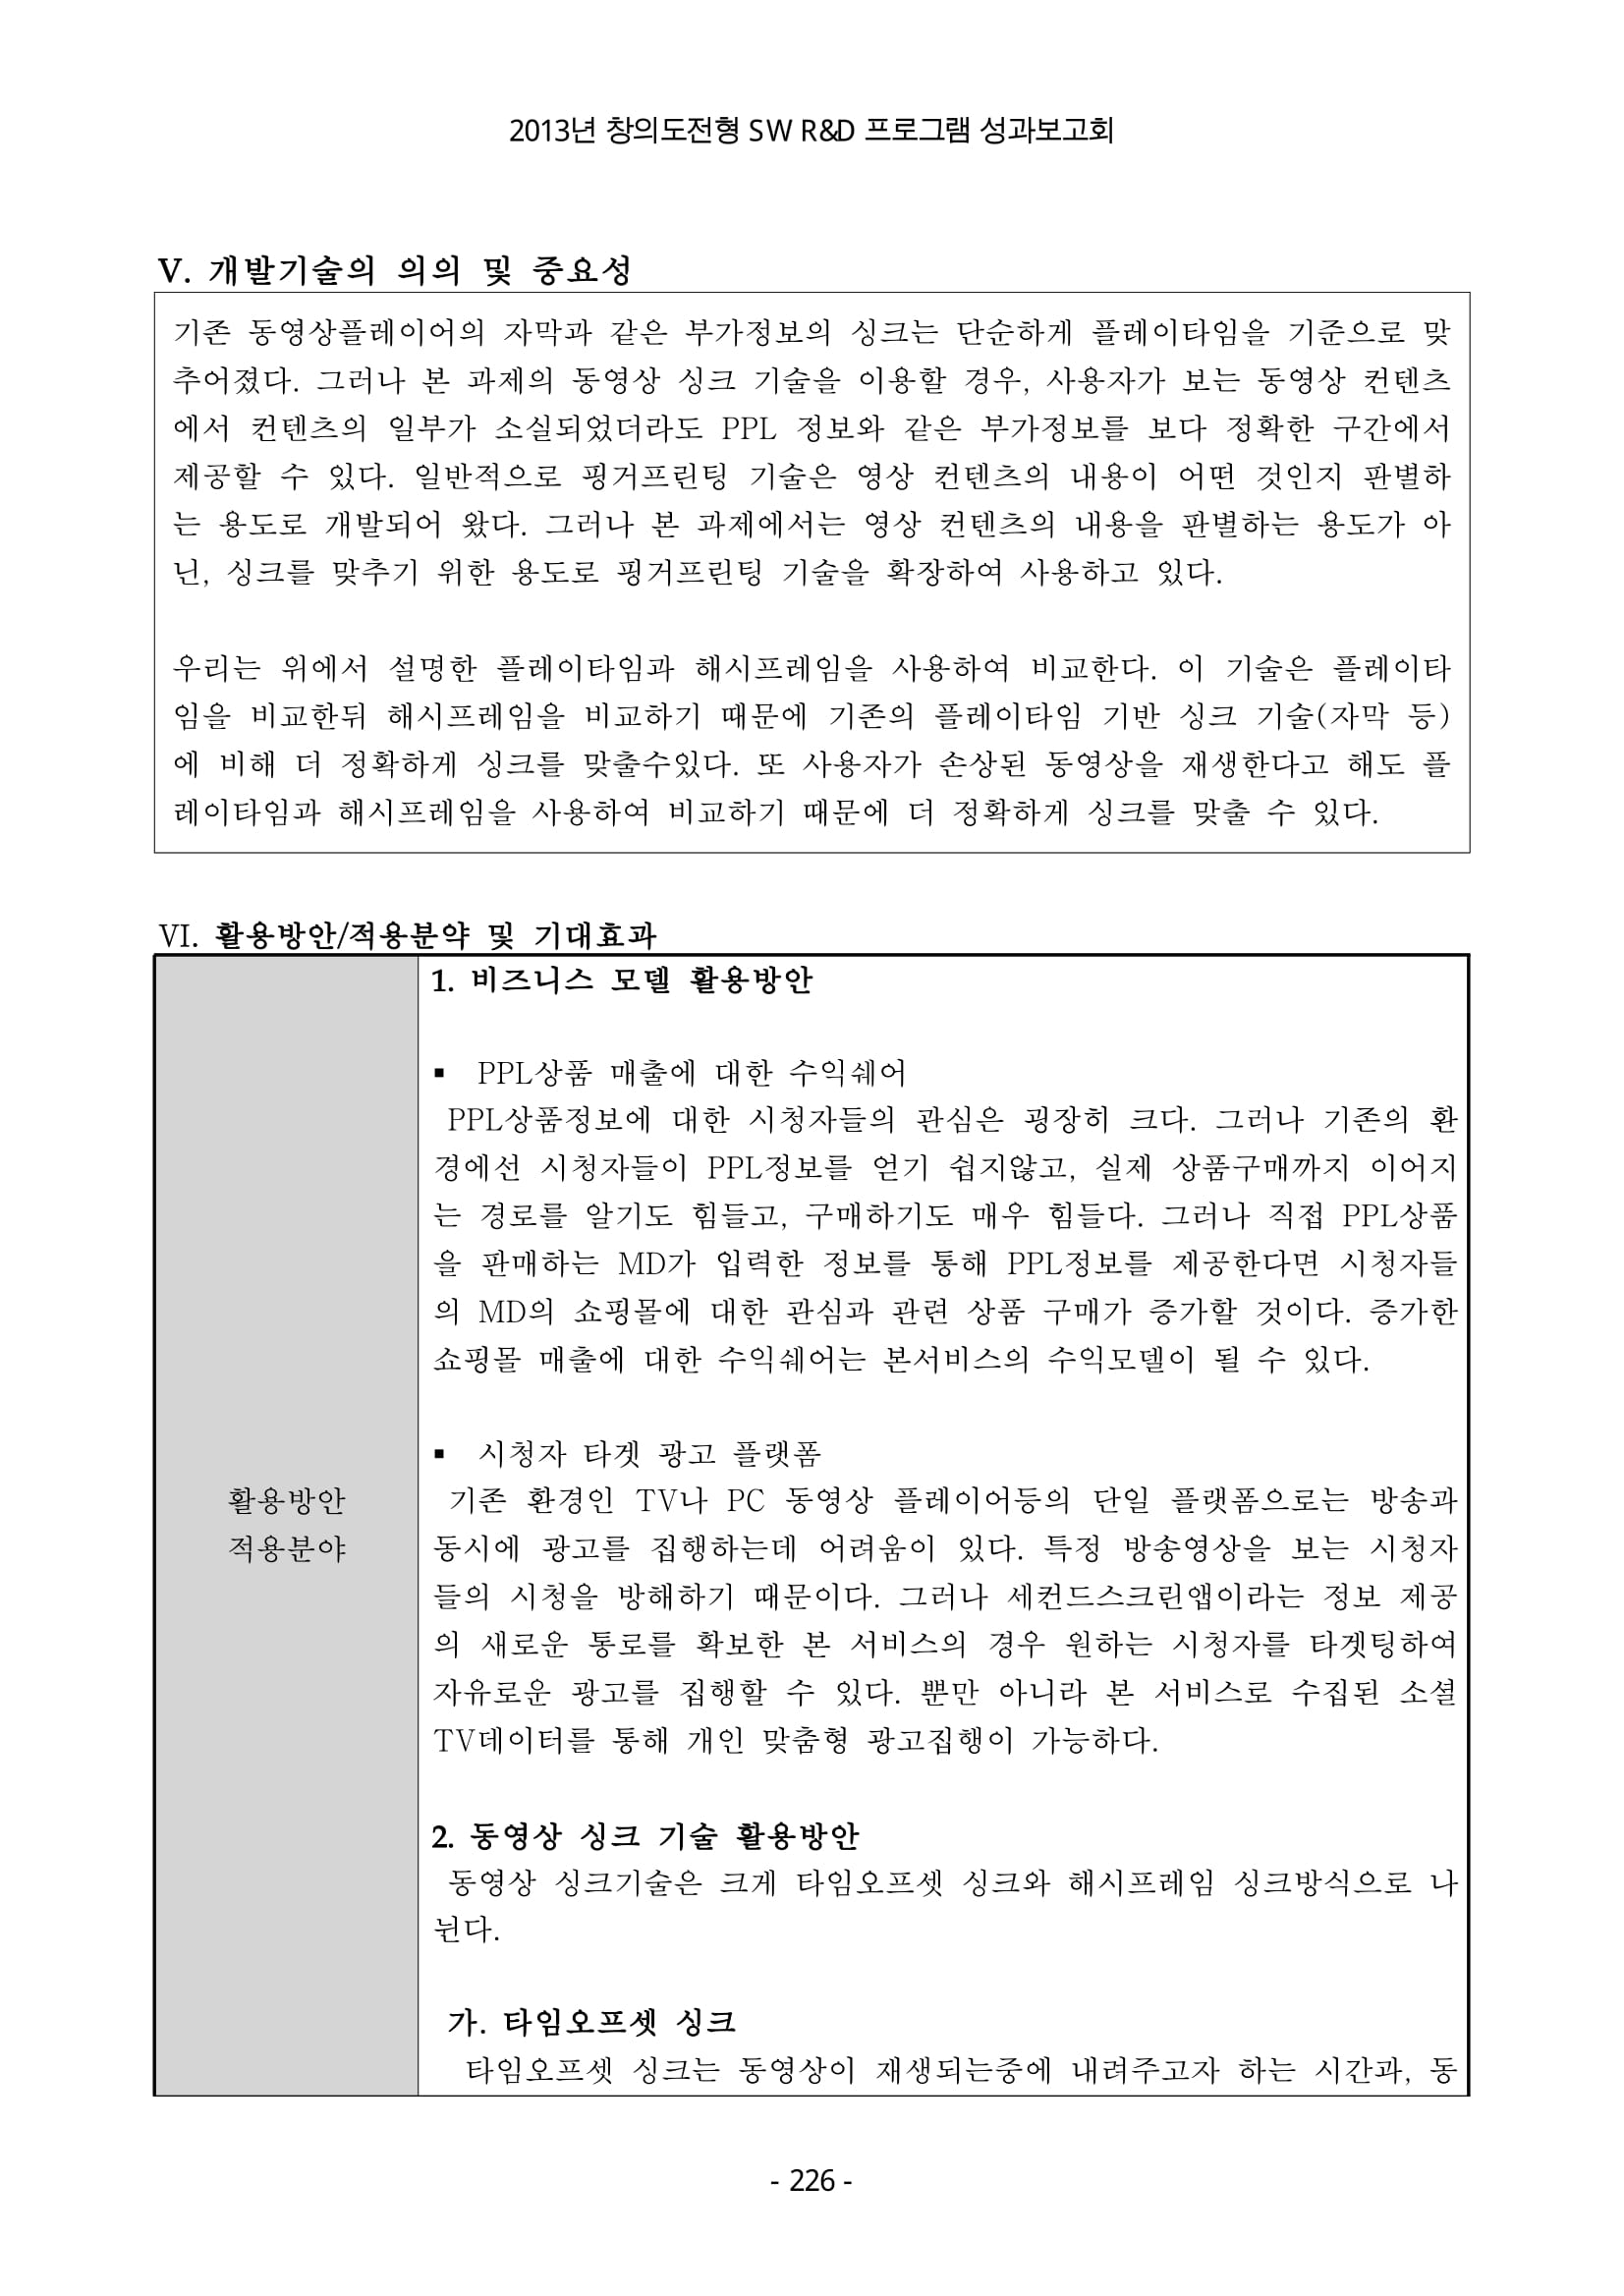 2013년 창의도전형 SW R&D 프로그램 성과보고회
V. 개발기술의 의의 및 중요성
기존 동영상플레이어의 자막과 같은 부가정보의 싱크는 단순하게 플레이타임을 기준으로 맞
추어졌다. 그러나 본 과제의 동영상 싱크 기술을 이용할 경우, 사용자가 보는 동영상 컨텐츠
에서 컨텐츠의 일부가 소실되었더라도 PPL 정보와 같은 부가정보를 보다 정확한 구간에서
제공할 수 있다. 일반적으로 핑거프린팅 기술은 영상 컨텐츠의 내용이 어떤 것인지 판별하
는 용도로 개발되어 왔다. 그러나 본 과제에서는 영상 컨텐츠의 내용을 판별하는 용도가 아
닌, 싱크를 맞추기 위한 용도로 핑거프린팅 기술을 확장하여 사용하고 있다.
우리는 위에서 설명한 플레이타임과 해시프레임을 사용하여 비교한다. 이 기술은 플레이타
임을 비교한뒤 해시프레임을 비교하기 때문에 기존의 플레이타임 기반 싱크 기술(자막 등)
에 비해 더 정확하게 싱크를 맞출수있다. 또 사용자가 손상된 동영상을 재생한다고 해도 플
레이타임과 해시프레임을 사용하여 비교하기 때문에 더 정확하게 싱크를 맞출 수 있다.
VI. 활용방안/적용분약 및 기대효과
활용방안
적용분야
1. 비즈니스 모델 활용방안
▪ PPL상품 매출에 대한 수익쉐어
PPL상품정보에 대한 시청자들의 관심은 굉장히 크다. 그러나 기존의 환
경에선 시청자들이 PPL정보를 얻기 쉽지않고, 실제 상품구매까지 이어지
는 경로를 알기도 힘들고, 구매하기도 매우 힘들다. 그러나 직접 PPL상품
을 판매하는 MD가 입력한 정보를 통해 PPL정보를 제공한다면 시청자들
의 MD의 쇼핑몰에 대한 관심과 관련 상품 구매가 증가할 것이다. 증가한
쇼핑몰 매출에 대한 수익쉐어는 본서비스의 수익모델이 될 수 있다.
▪ 시청자 타겟 광고 플랫폼
기존 환경인 TV나 PC 동영상 플레이어등의 단일 플랫폼으로는 방송과
동시에 광고를 집행하는데 어려움이 있다. 특정 방송영상을 보는 시청자
들의 시청을 방해하기 때문이다. 그러나 세컨드스크린앱이라는 정보 제공
의 새로운 통로를 확보한 본 서비스의 경우 원하는 시청자를 타겟팅하여
자유로운 광고를 집행할 수 있다. 뿐만 아니라 본 서비스로 수집된 소셜
TV데이터를 통해 개인 맞춤형 광고집행이 가능하다.
2. 동영상 싱크 기술 활용방안
동영상 싱크기술은 크게 타임오프셋 싱크와 해시프레임 싱크방식으로 나
뉜다.
가. 타임오프셋 싱크
타임오프셋 싱크는 동영상이 재생되는중에 내려주고자 하는 시간과, 동
- 226 -